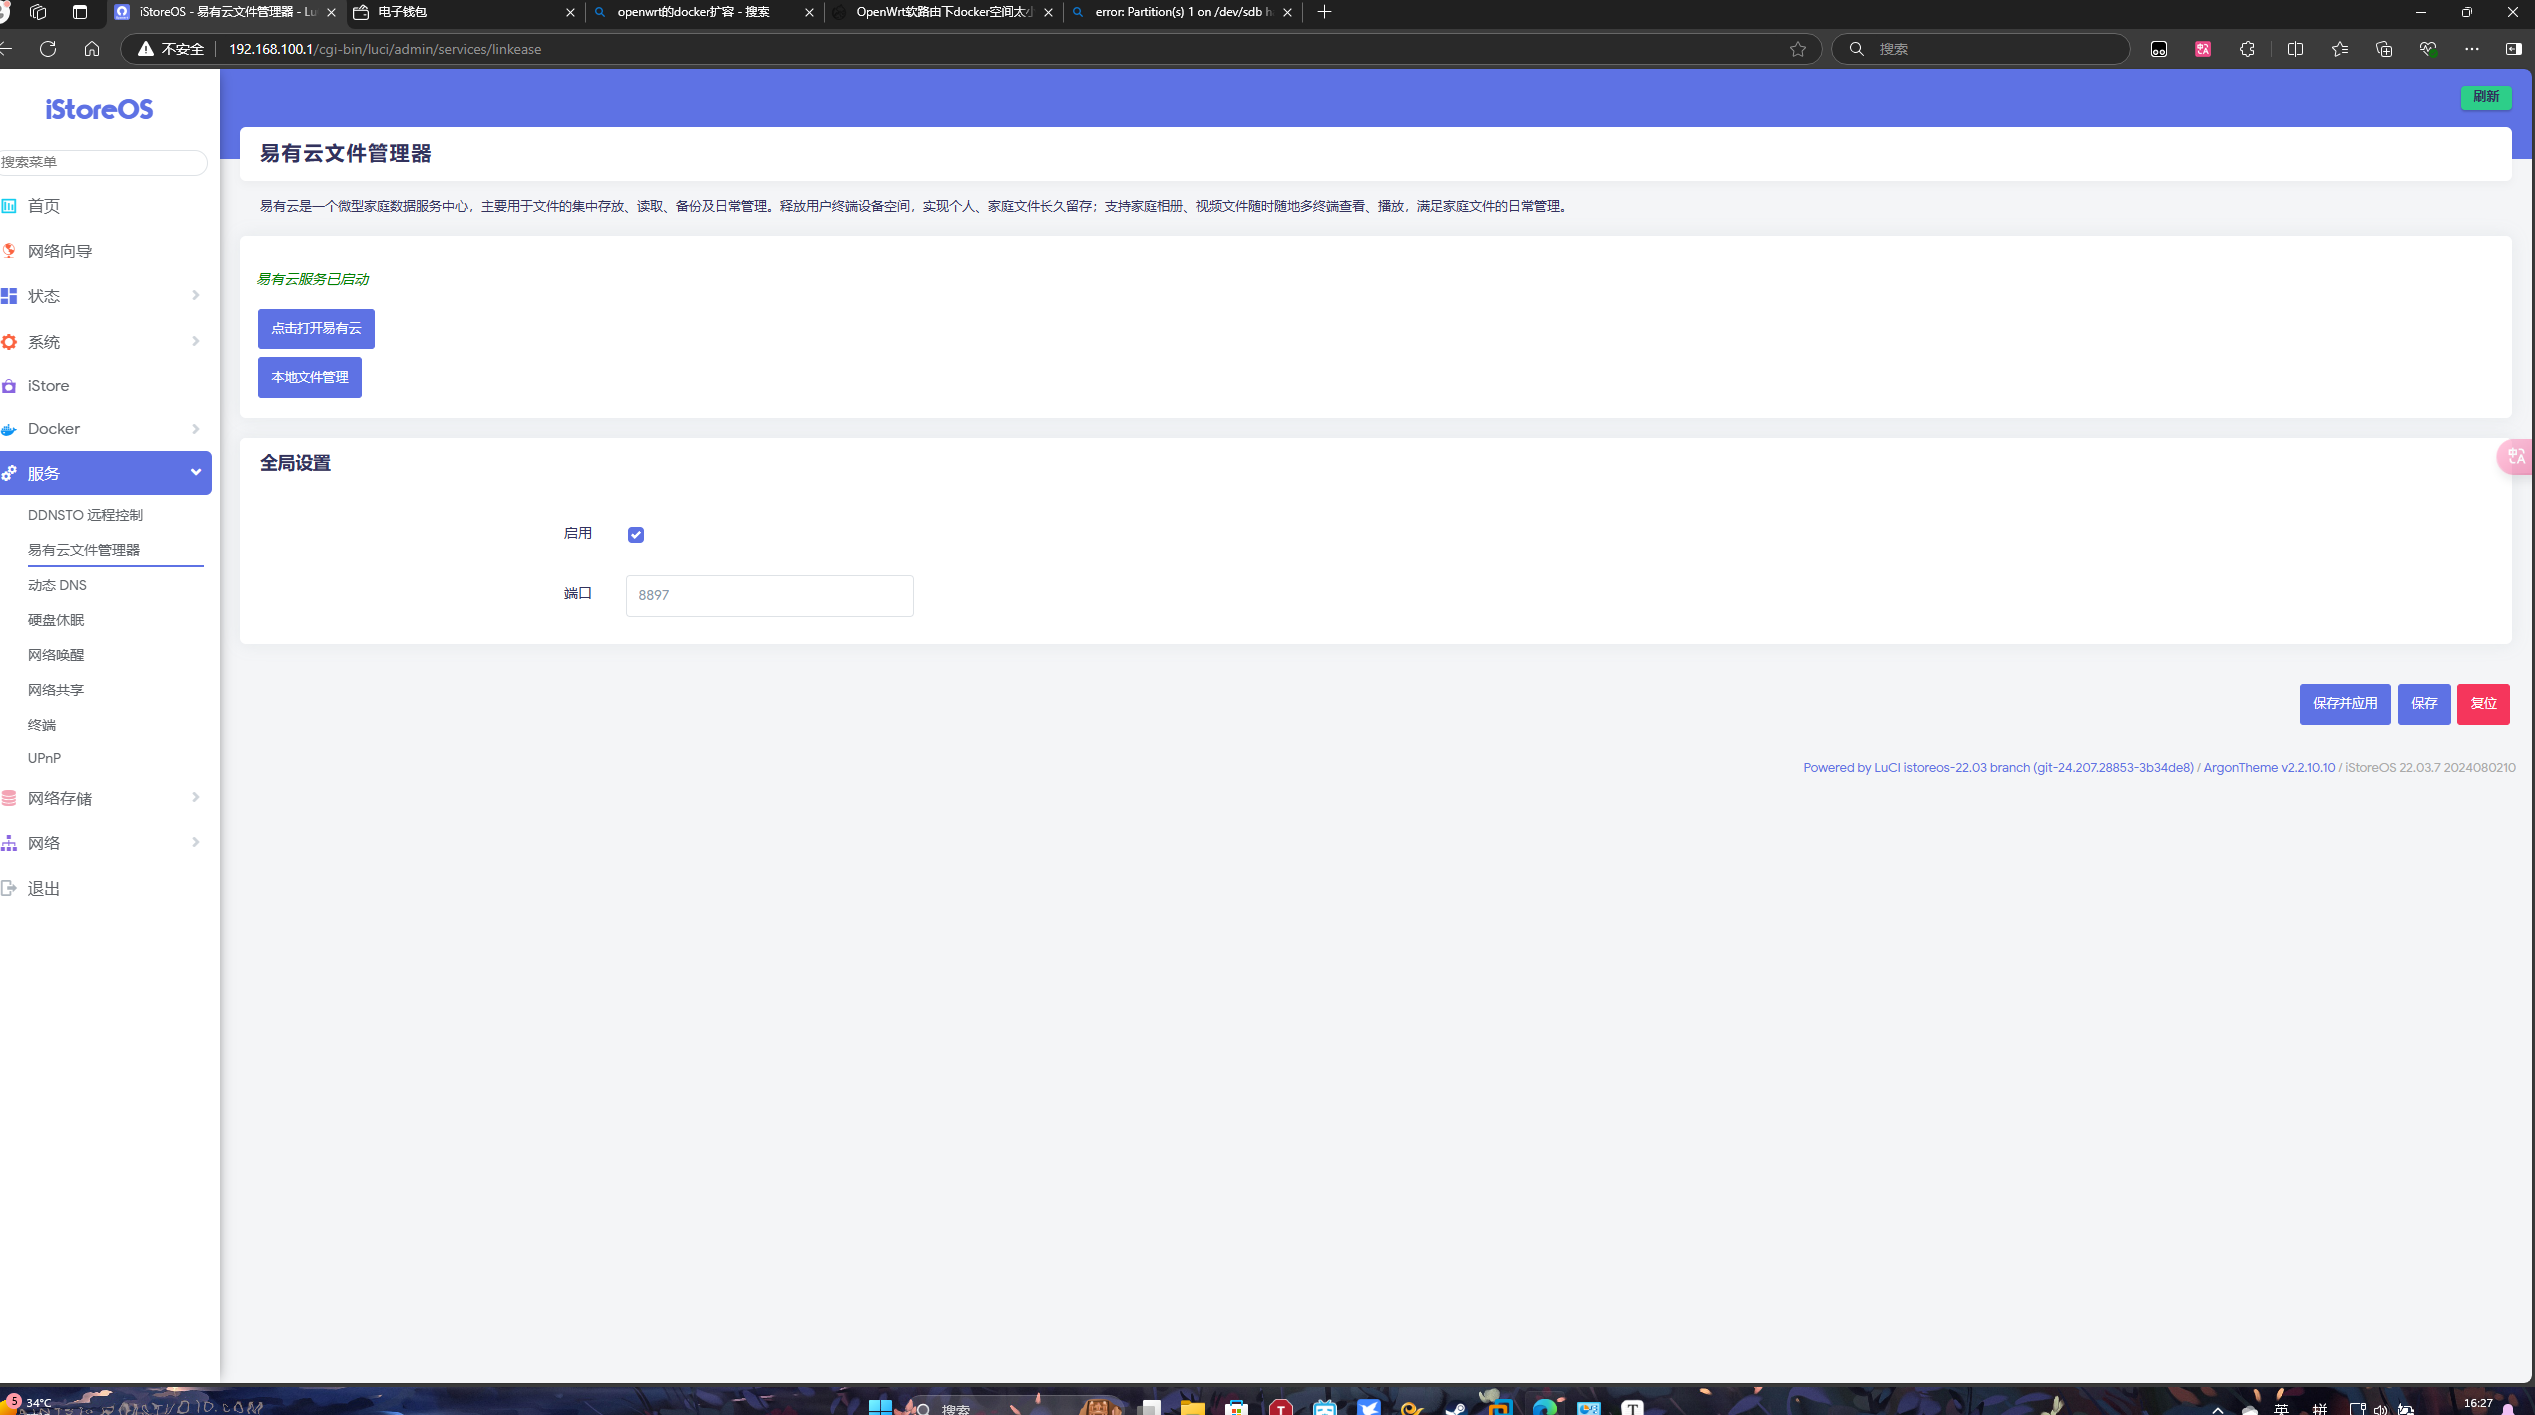 iStoreOS - 易有云文件管理器 - Lu
电子钱包
openwrt的docker扩容 - 搜索
OpenWrt软路由下docker空间太小
error: Partition(s) 1 on /dev/sdb h
不安全
192.168.100.1/cgi-bin/luci/admin/services/linkease
搜索
iStoreOS
搜索菜单
首页
网络向导
状态
系统
iStore
Docker
服务
DDNSTO 远程控制
易有云文件管理器
动态 DNS
硬盘休眠
网络唤醒
网络共享
终端
UPnP
网络存储
网络
退出
刷新
易有云文件管理器
易有云是一个微型家庭数据服务中心，主要用于文件的集中存放、读取、备份及日常管理。释放用户终端设备空间，实现个人、家庭文件长久留存；支持家庭相册、视频文件随时随地多终端查看、播放，满足家庭文件的日常管理。
易有云服务已启动
点击打开易有云
本地文件管理
全局设置
启用
端口
8897
保存并应用
保存
复位
Powered by LuCI istoreos-22.03 branch (git-24.207.28853-3b34de8) / ArgonTheme v2.2.10.10 / iStoreOS 22.03.7 2024080210
5
34°C
搜索
英
拼
16:27